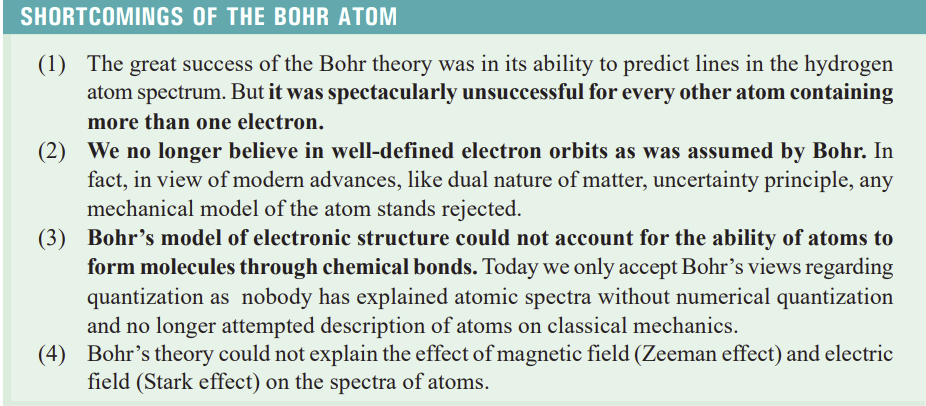 SHORTCOMINGS OF THE BOHR ATOM
(1) The great success of the Bohr theory was in its ability to predict lines in the hydrogen
atom spectrum. But it was spectacularly unsuccessful for every other atom containing
more than one electron.
(2) We no longer believe in well-defined electron orbits as was assumed by Bohr. In
fact, in view of modern advances, like dual nature of matter, uncertainty principle, any
mechanical model of the atom stands rejected.
(3) Bohr’s model of electronic structure could not account for the ability of atoms to
form molecules through chemical bonds. Today we only accept Bohr’s views regarding
quantization as nobody has explained atomic spectra without numerical quantization
and no longer attempted description of atoms on classical mechanics.
(4) Bohr’s theory could not explain the effect of magnetic field (Zeeman effect) and electric
field (Stark effect) on the spectra of atoms.